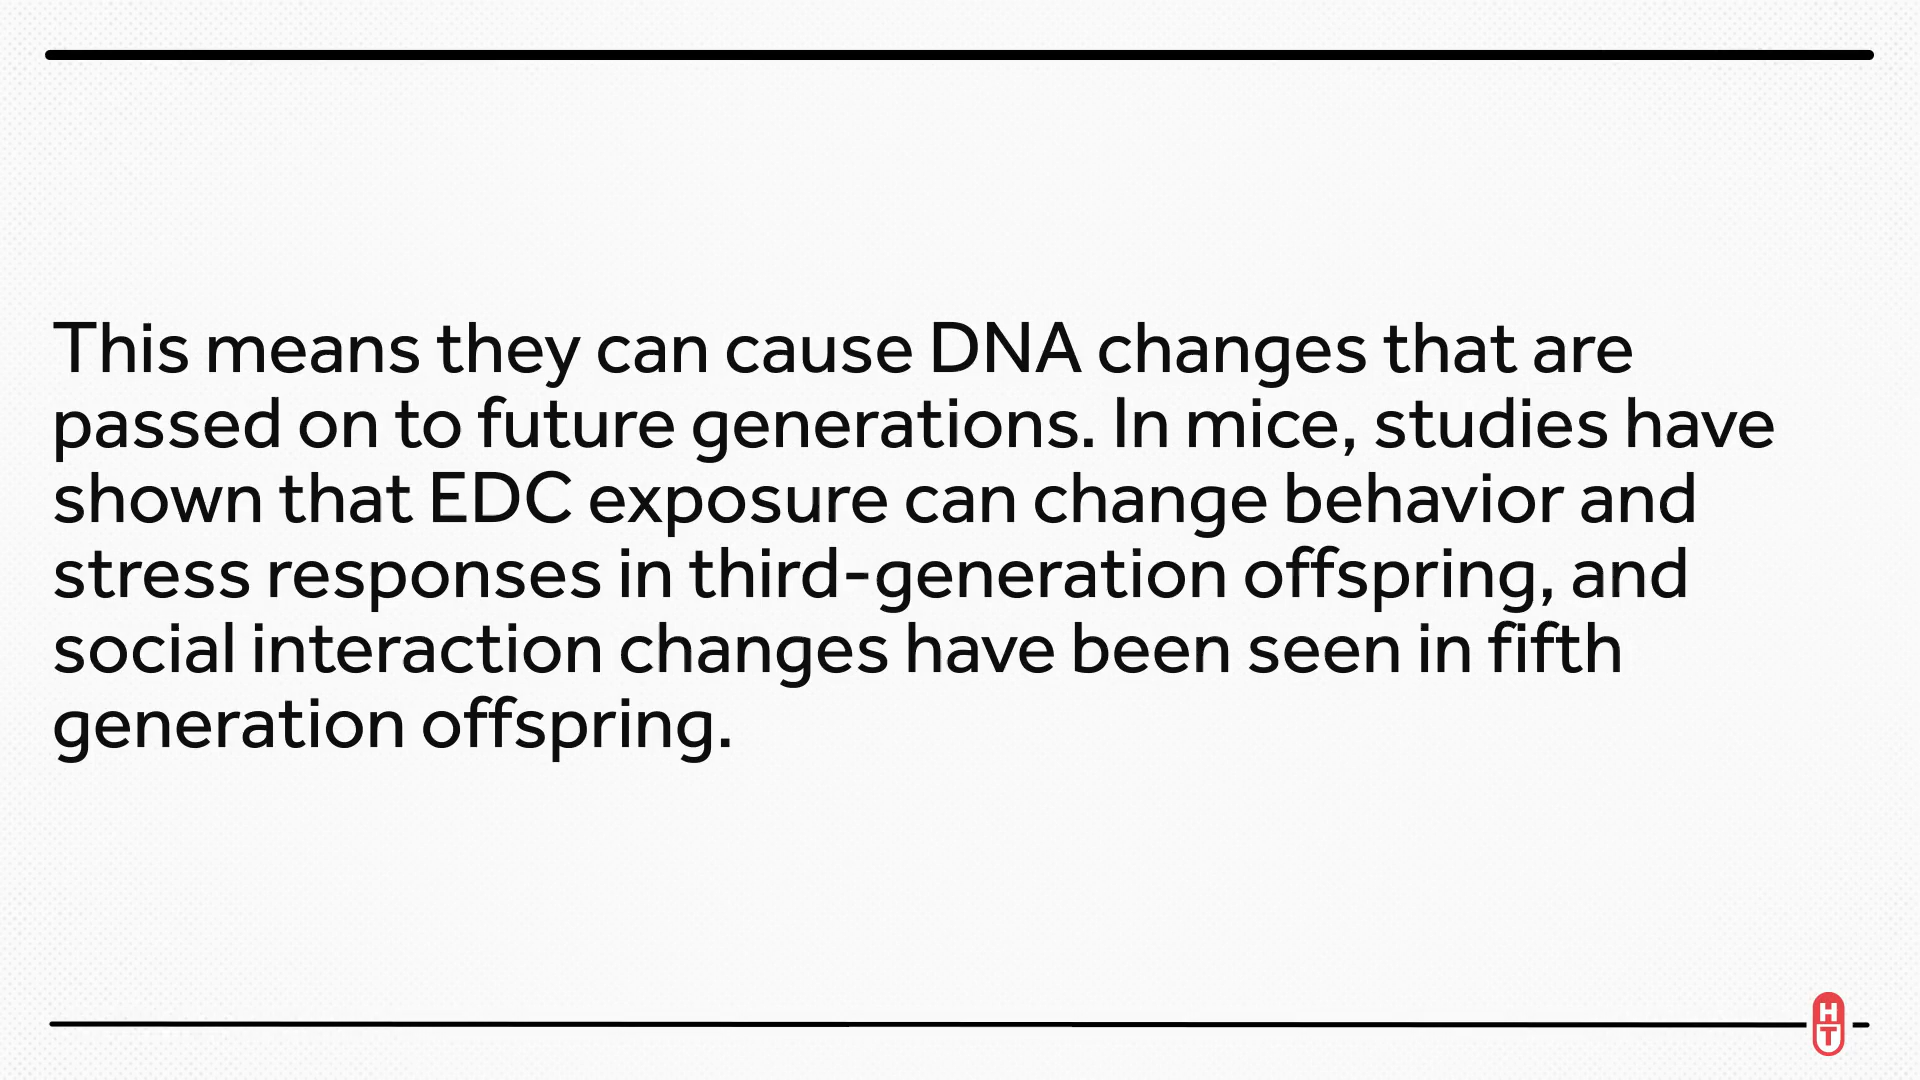 This means they can cause DNA changes that are
passed on to future generations. In mice, studies have
shown that EDC exposure can change behavior and
stress responses in third-generation offspring, and
social interaction changes have been seen in fifth
generation offspring.
H
T